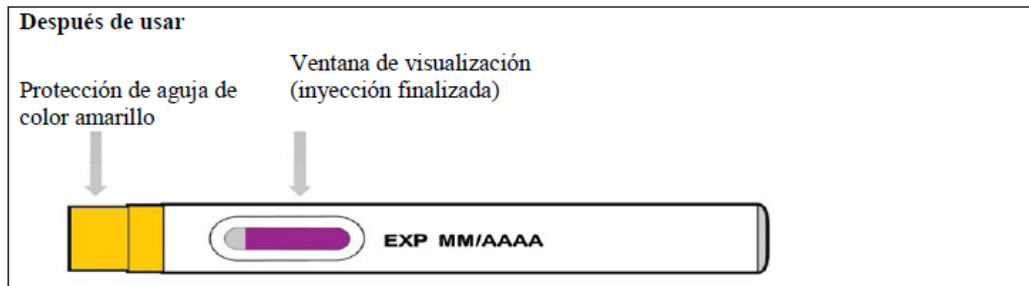 Después de usar
Ventana de visualización
(inyección finalizada)
Protección de aguja de
color amarillo
EXP MM/AAAA